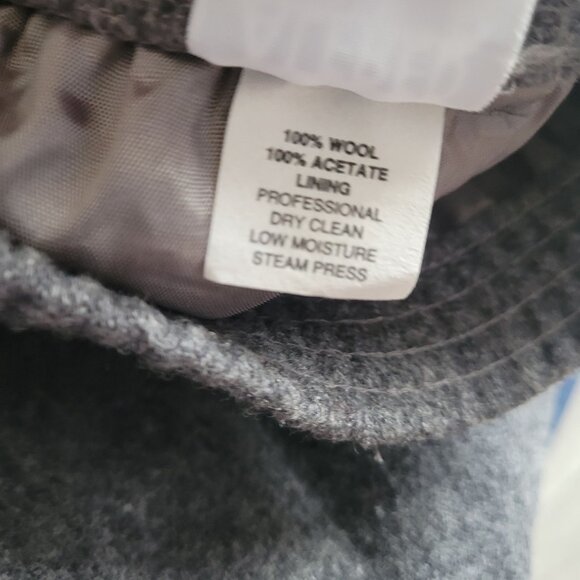 100% WOOL
100% ACETATE
LINING
PROFESSIONAL
DRY CLEAN
LOW MOISTURE
STEAM PRESS